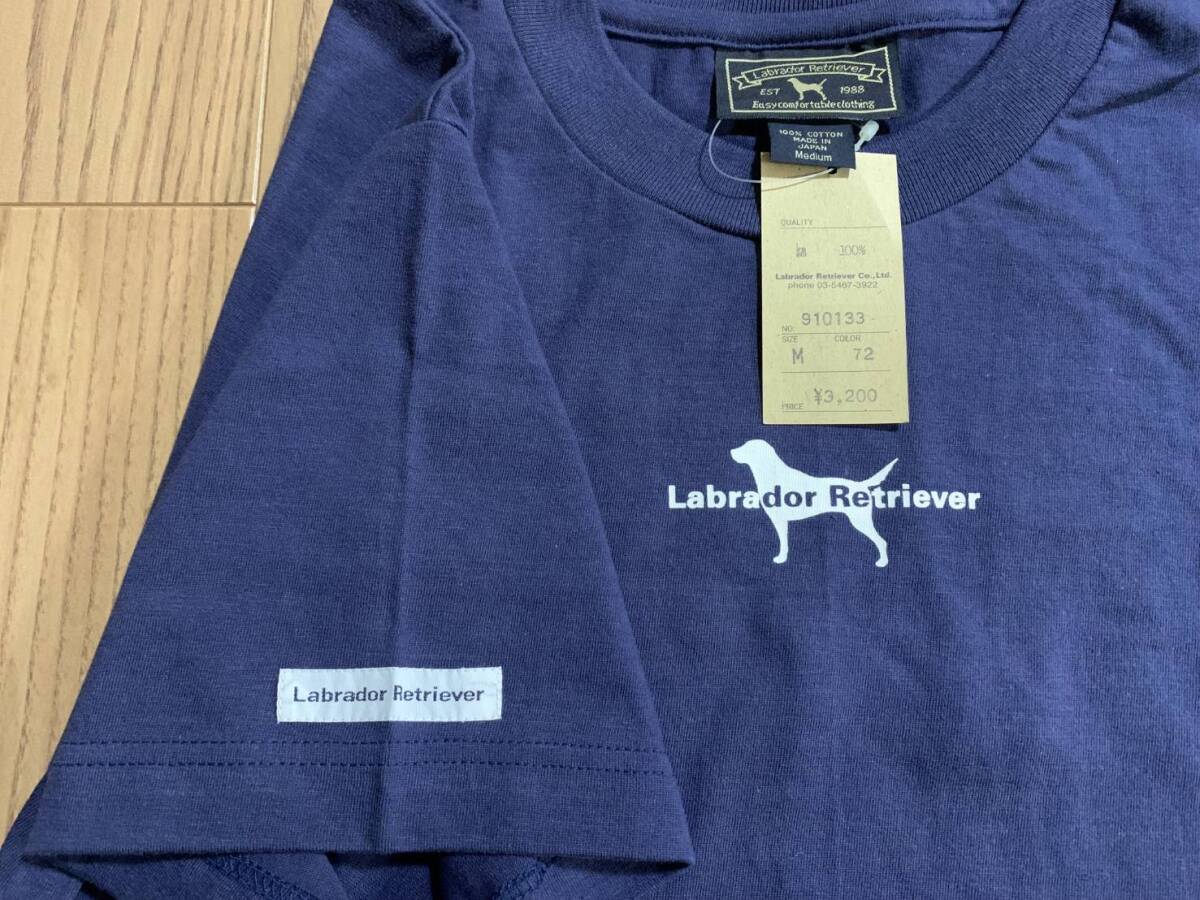 Labrador Retriever
EST 1988
Easy comfortable clothing
100% COTTON
MADE IN
JAPAN
Medium
QUALITY
綿 100%
Labrador Retriever Co.,Ltd.
phone 03-5467-3922
NO. 910133
SIZE COLOR
M 72
PRICE ¥3,200
Labrador Retriever
Labrador Retriever